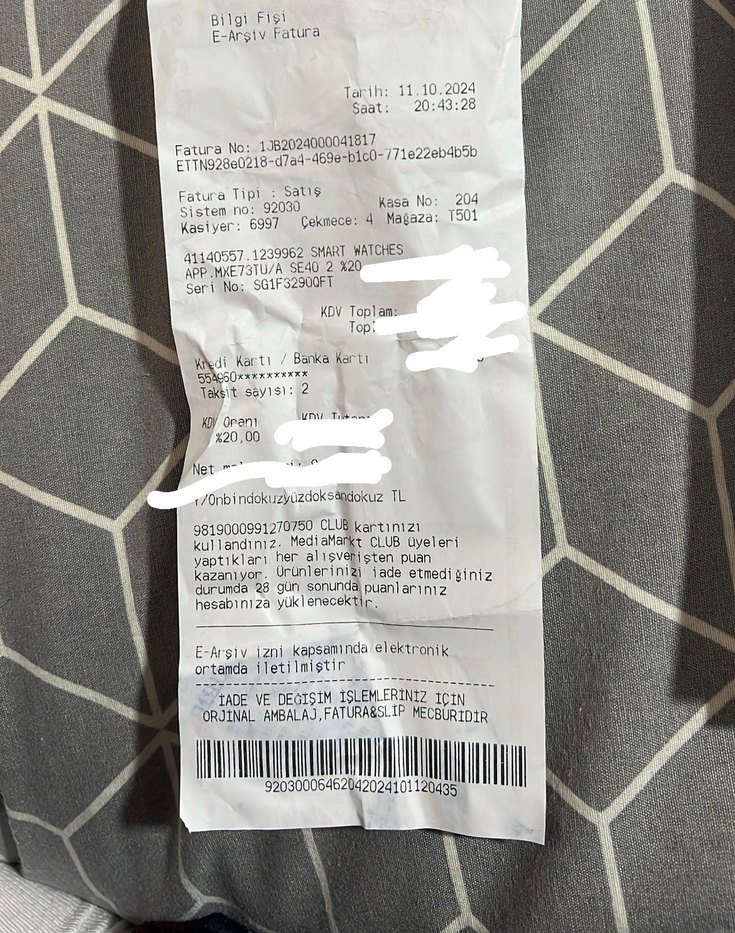 Bilgi Fişi
E-Arşiv Fatura
Tarih: 11.10.2024
Saat: 20:43:28
Fatura No: 1JB2024000041817
ETTN928e0218-d7a4-469e-b1c0-771e22eb4b5b
Fatura Tipi : Satış
Sistem no: 92030 Kasa No: 204
Kasiyer: 6997 Çekmece: 4 Mağaza: T501
41140557.1239962 SMART WATCHES
APP.MXE73TU/A SE40 2 %20
Seri No: SG1F3290QFT
KDV Toplam:
Kredi Kartı / Banka Kartı
554960**********
Taksit sayısı: 2
KDV Oranı KDV
%20,00
Net
Y/Onbindokuzyüzdoksandokuz TL
9819000991270750 CLUB kartınızı
kullandınız. MediaMarkt CLUB üyeleri
yaptıkları her alışverişten puan
kazanıyor. Ürünlerinizi iade etmediğiniz
durumda 28 gün sonunda puanlarınız
hesabınıza yüklenecektir.
E-Arşiv izni kapsamında elektronik
ortamda iletilmiştir
İADE VE DEĞİŞİM İŞLEMLERİNİZ İÇİN
ORJİNAL AMBALAJ,FATURA&SLİP MECBURİDİR
92030006462042024101120435